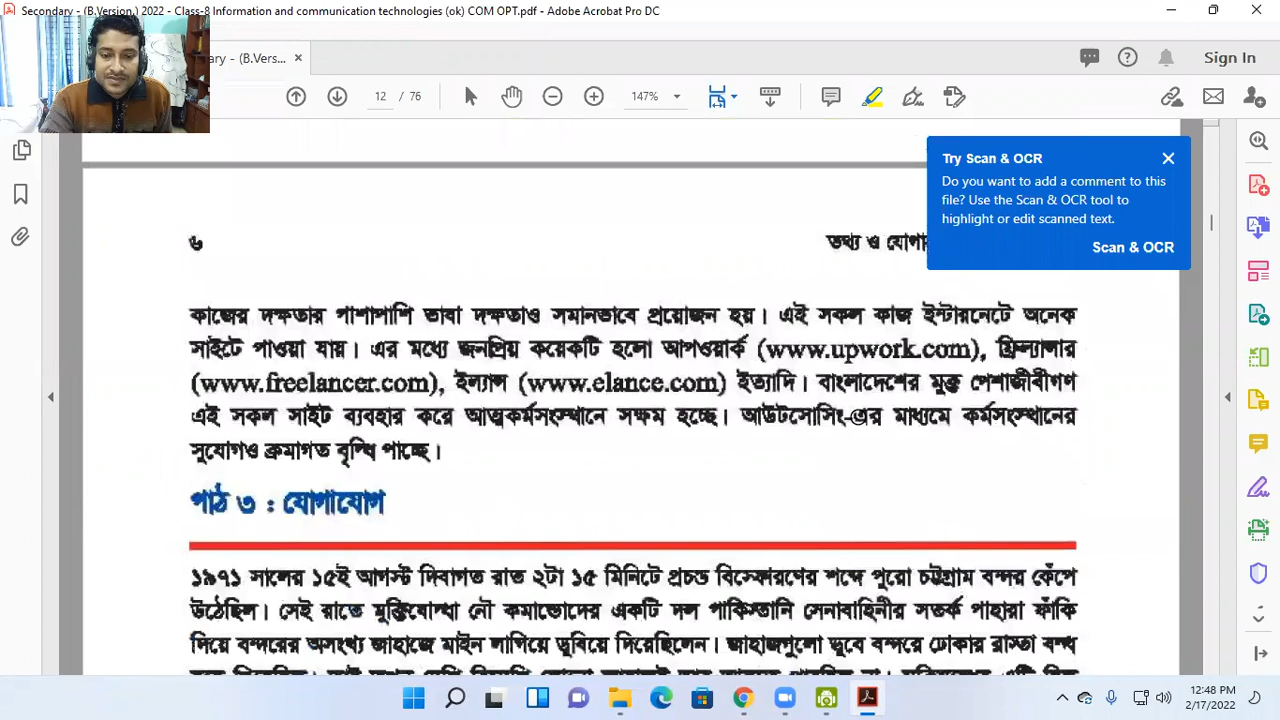 Secondary - (B.Version.) 2022 - Class-8 Information and communication technologies (ok) COM OPT.pdf - Adobe Acrobat Pro DC
ary - (B.Vers...
Sign In
12 / 76
147%
Try Scan & OCR
Do you want to add a comment to this
file? Use the Scan & OCR tool to
highlight or edit scanned text.
Scan & OCR
৬
তথ্য ও
কাজের দক্ষতার পাশাপাশি ভাষা দক্ষতাও সমানভাবে প্রয়োজন হয়। এই সকল কাজ ইন্টারনেটে অনেক
সাইটে পাওয়া যায়। এর মধ্যে জনপ্রিয় কয়েকটি হলো আপওয়ার্ক (www.upwork.com), ফ্রিল্যান্সার
(www.freelancer.com), ইল্যান্স (www.elance.com) ইত্যাদি। বাংলাদেশের মুক্ত পেশাজীবীগণ
এই সকল সাইট ব্যবহার করে আত্মকর্মসংস্থানে সক্ষম হচ্ছে। আউটসোর্সিং-এর মাধ্যমে কর্মসংস্থানের
সুযোগও ক্রমাগত বৃদ্ধি পাচ্ছে।
পাঠ ৩ : যোগাযোগ
১৯৭১ সালের ১৫ই আগস্ট দিবাগত রাত ২টা ১৫ মিনিটে প্রচন্ড বিস্ফোরণের শব্দে পুরো চট্টগ্রাম বন্দর কেঁপে
উঠেছিল। সেই রাতে মুক্তিযোদ্ধা নৌ কমান্ডোদের একটি দল পাকিস্তানি সেনাবাহিনীর সতর্ক পাহারা ফাঁকি
দিয়ে বন্দরের অসংখ্য জাহাজে মাইন লাগিয়ে ডুবিয়ে দিয়েছিলেন। জাহাজগুলো ডুবে বন্দরে ঢোকার রাস্তা বন্ধ
12:48 PM
2/17/2022